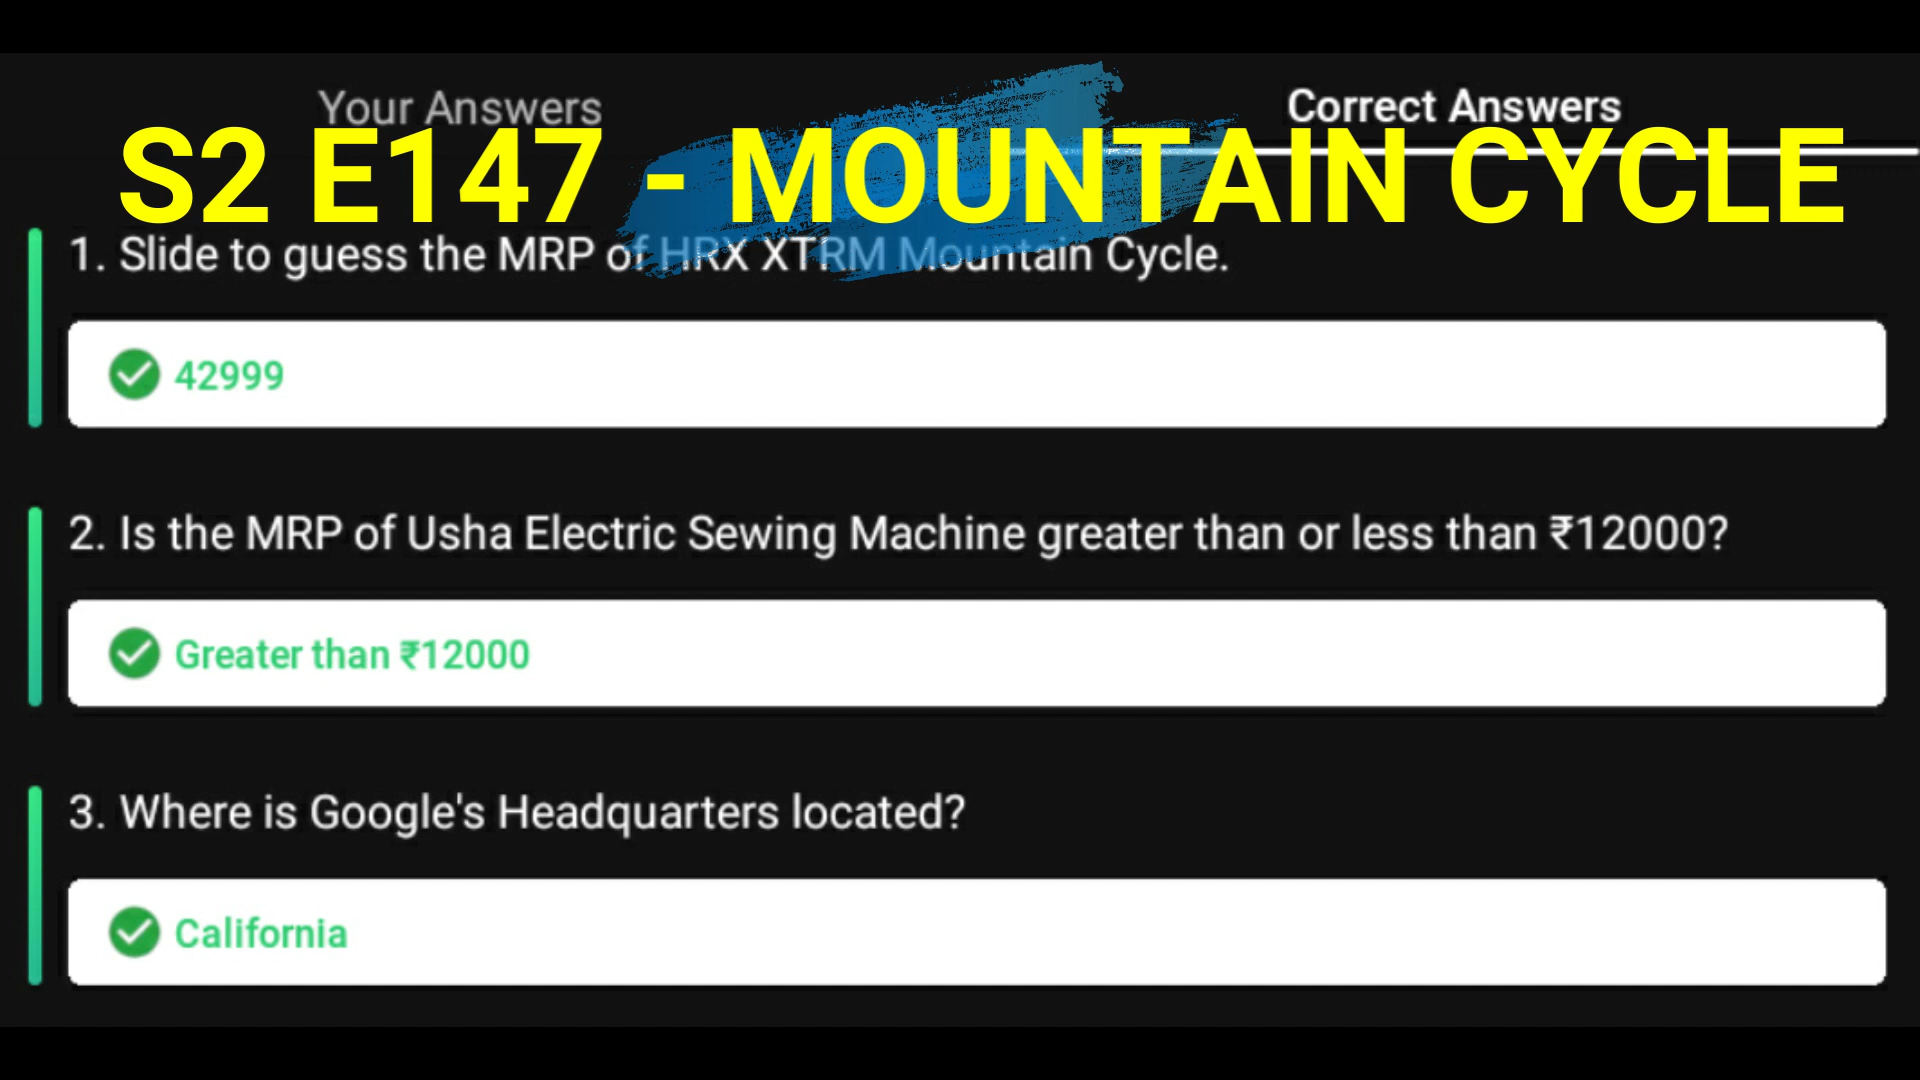 Your Answers
Correct Answers
S2 E147 - MOUNTAIN CYCLE
1. Slide to guess the MRP of HRX XTRM Mountain Cycle.
42999
2. Is the MRP of Usha Electric Sewing Machine greater than or less than ₹12000?
Greater than ₹12000
3. Where is Google's Headquarters located?
California